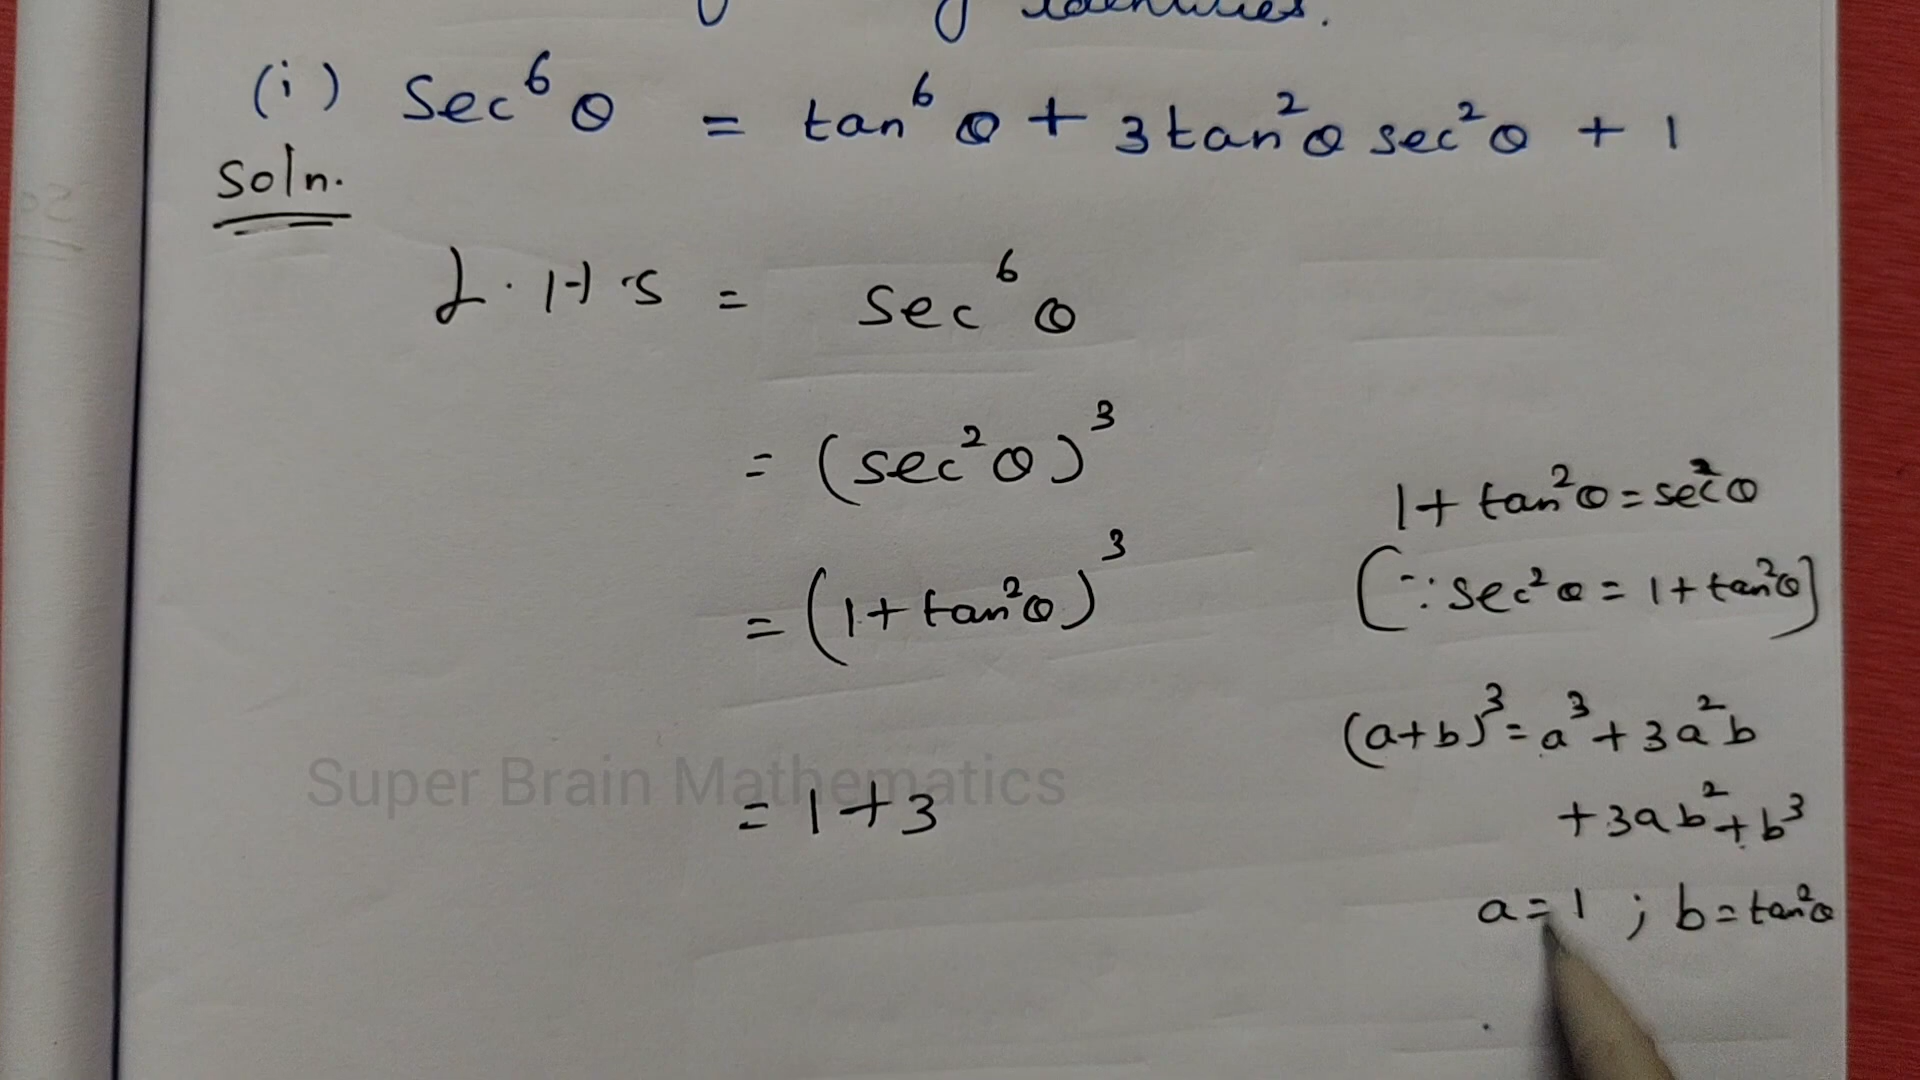 identities.
(i) Sec⁶θ = tan⁶θ + 3tan²θ sec²θ + 1
Soln.
L.H.S = Sec⁶θ
= (sec²θ)³
1 + tan²θ = sec²θ
= (1 + tan²θ)³
(∵ sec²θ = 1 + tan²θ)
(a+b)³ = a³ + 3a²b
Super Brain Mathematics
= 1 + 3
+ 3ab² + b³
a = 1 ; b = tan²θ